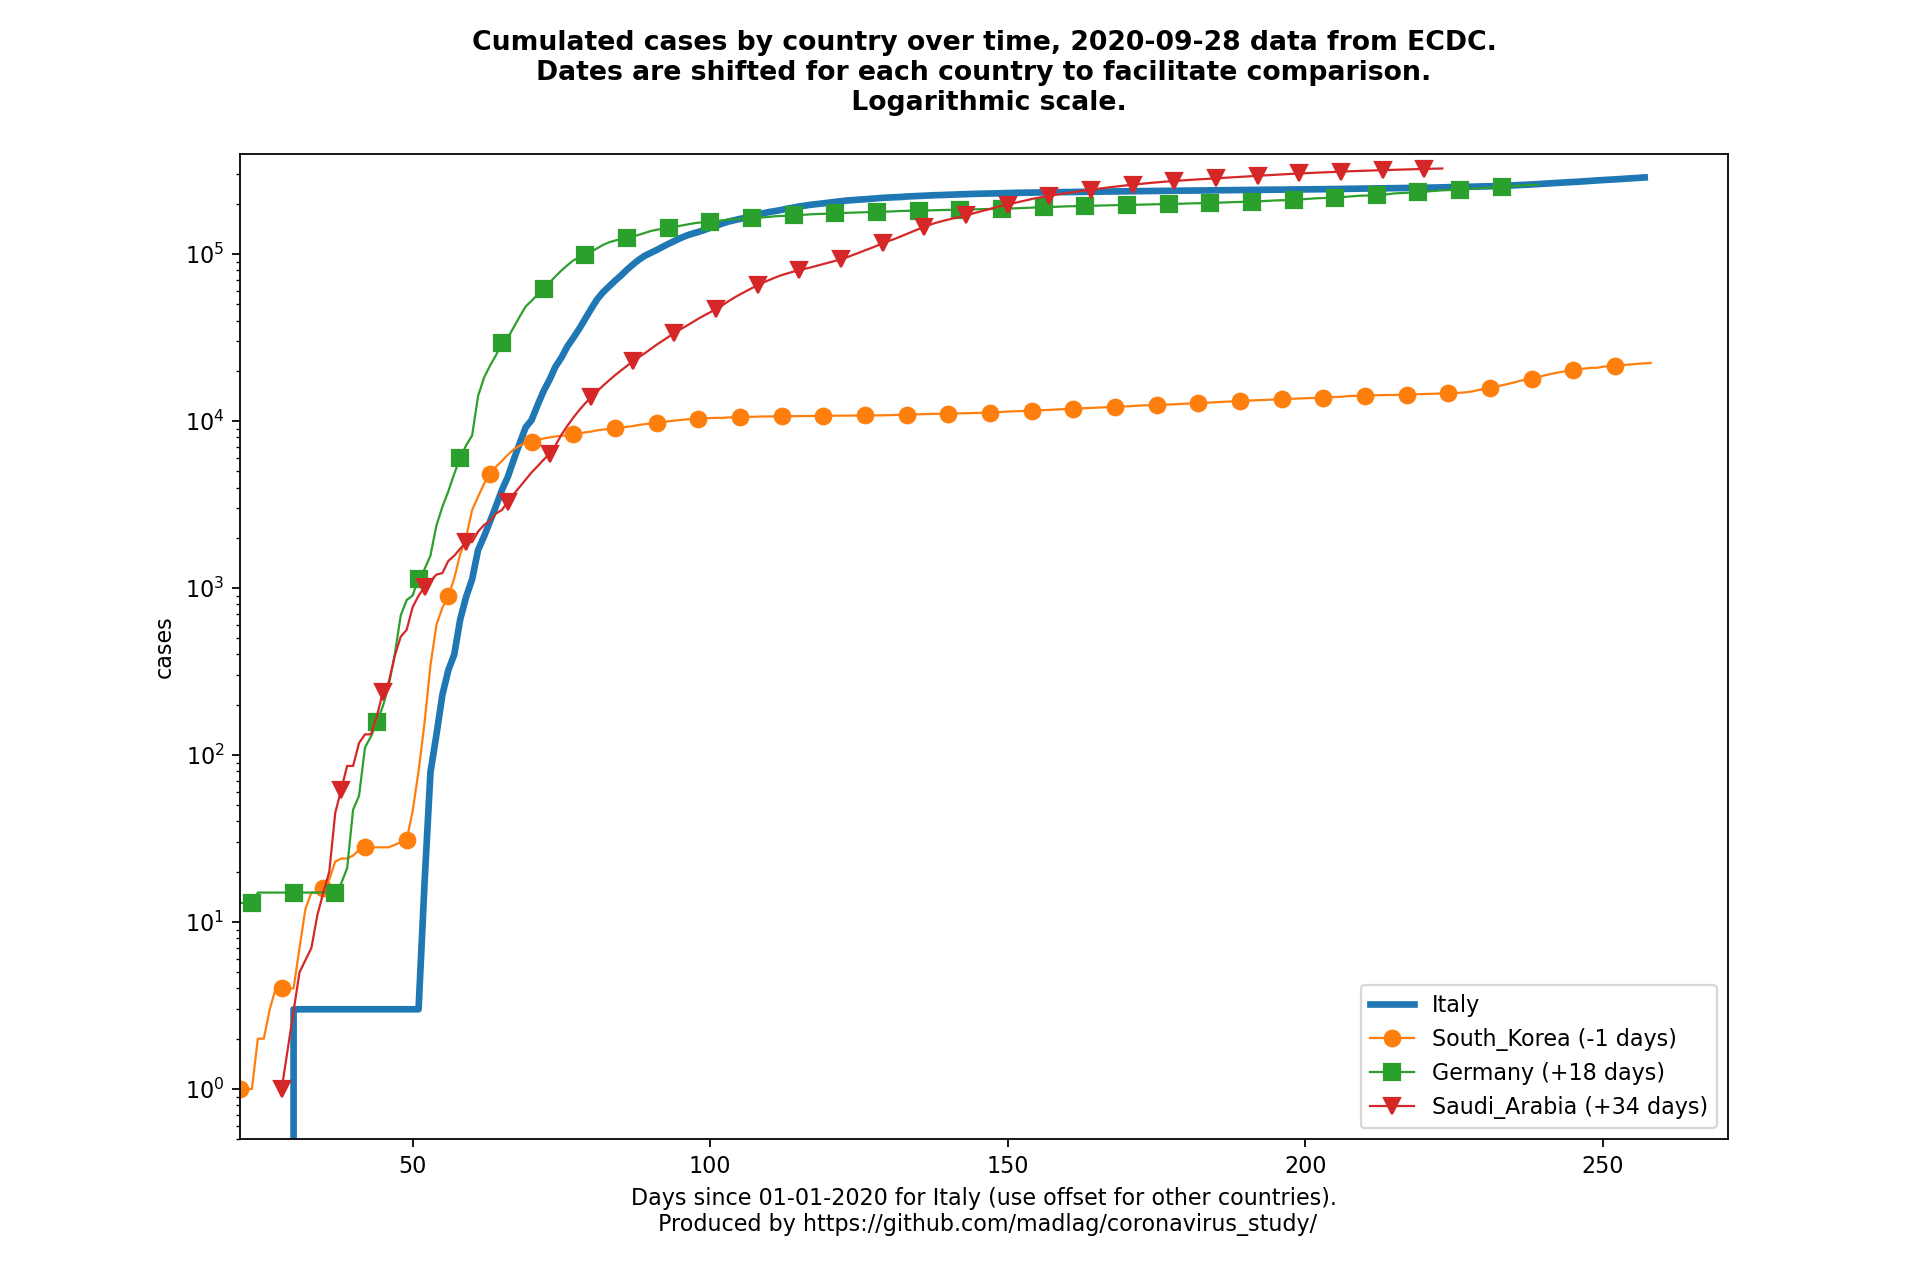 Cumulated cases by country over time, 2020-09-28 data from ECDC.
Dates are shifted for each country to facilitate comparison.
Logarithmic scale.
10^5
10^4
10^3
10^2
10^1
10^0
cases
Italy
South_Korea (-1 days)
Germany (+18 days)
Saudi_Arabia (+34 days)
50 100 150 200 250
Days since 01-01-2020 for Italy (use offset for other countries).
Produced by https://github.com/madlag/coronavirus_study/